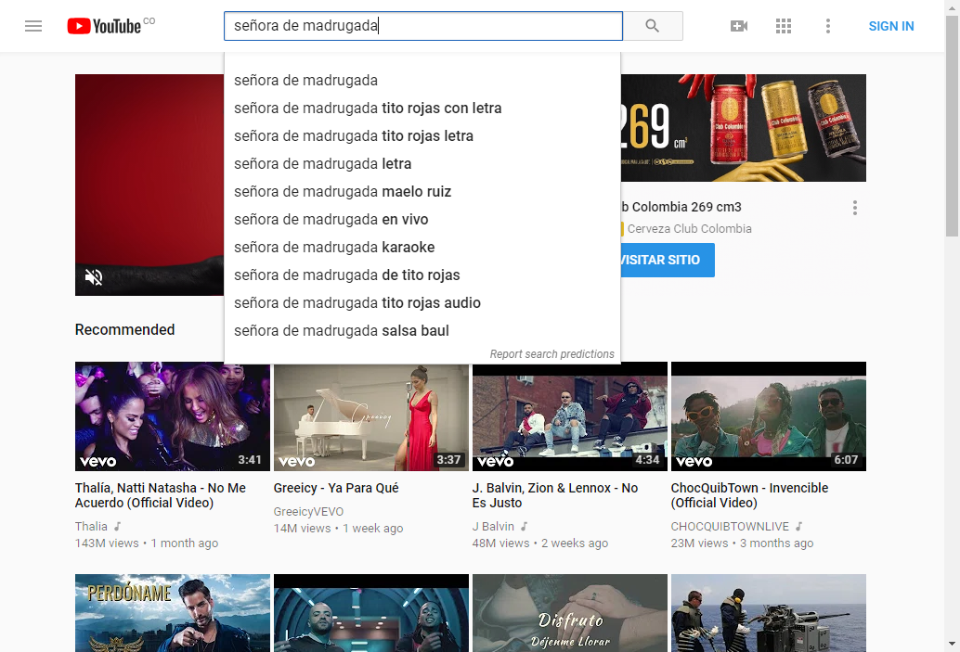 YouTube CO
señora de madrugada
SIGN IN
señora de madrugada
señora de madrugada tito rojas con letra
señora de madrugada tito rojas letra
señora de madrugada letra
señora de madrugada maelo ruiz
señora de madrugada en vivo
señora de madrugada karaoke
señora de madrugada de tito rojas
señora de madrugada tito rojas audio
señora de madrugada salsa baul
Report search predictions
269 cm3
Club Colombia
Club Colombia
b Colombia 269 cm3
Cerveza Club Colombia
VISITAR SITIO
Recommended
vevo 3:41
Greeicy
vevo 3:37
vevo 4:34
vevo 6:07
Thalía, Natti Natasha - No Me
Acuerdo (Official Video)
Thalia
143M views • 1 month ago
Greeicy - Ya Para Qué
GreeicyVEVO
14M views • 1 week ago
J. Balvin, Zion & Lennox - No
Es Justo
J Balvin
48M views • 2 weeks ago
ChocQuibTown - Invencible
(Official Video)
CHOCQUIBTOWNLIVE
23M views • 3 months ago
PERDÓNAME
Disfruto
Déjenme Llorar